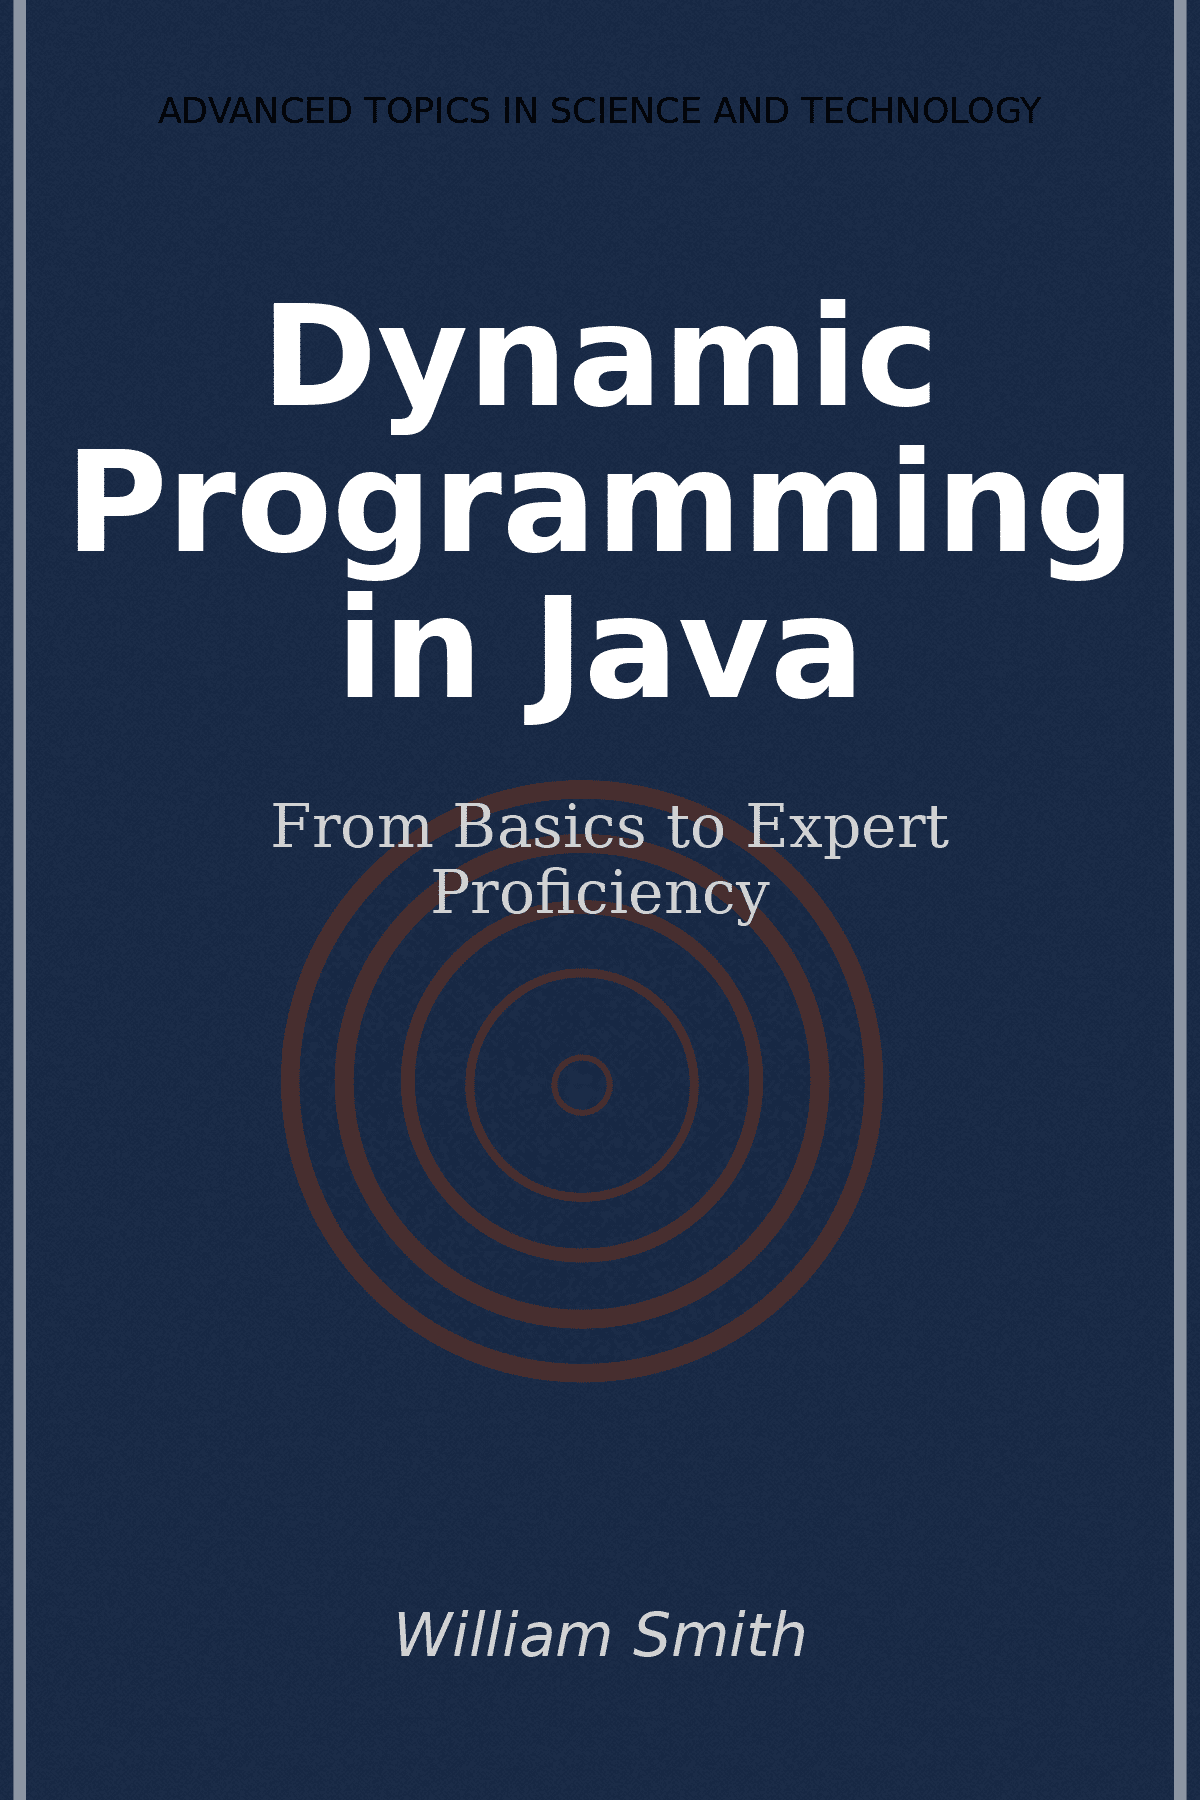 ADVANCED TOPICS IN SCIENCE AND TECHNOLOGY
Dynamic
Programming
in Java
From Basics to Expert
Proficiency
William Smith